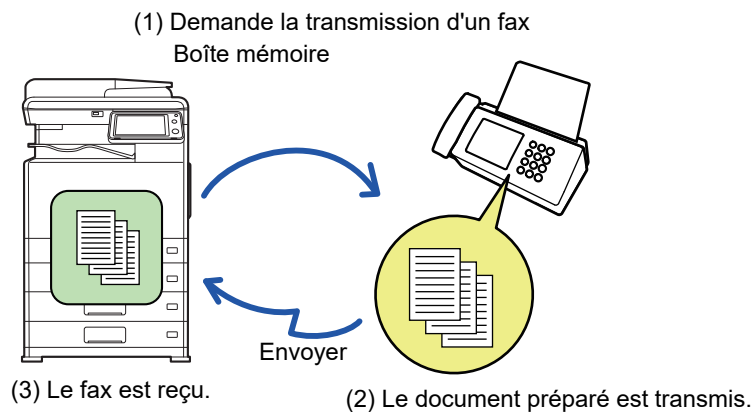 (1) Demande la transmission d'un fax
Boîte mémoire
Envoyer
(3) Le fax est reçu.
(2) Le document préparé est transmis.